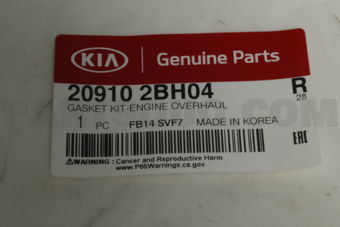 KIA Genuine Parts
20910 2BH04 R
GASKET KIT-ENGINE OVERHAUL 28
1 PC FB14 SVF7 MADE IN KOREA
EAC
WARNING : Cancer and Reproductive Harm
www.P65Warnings.ca.gov